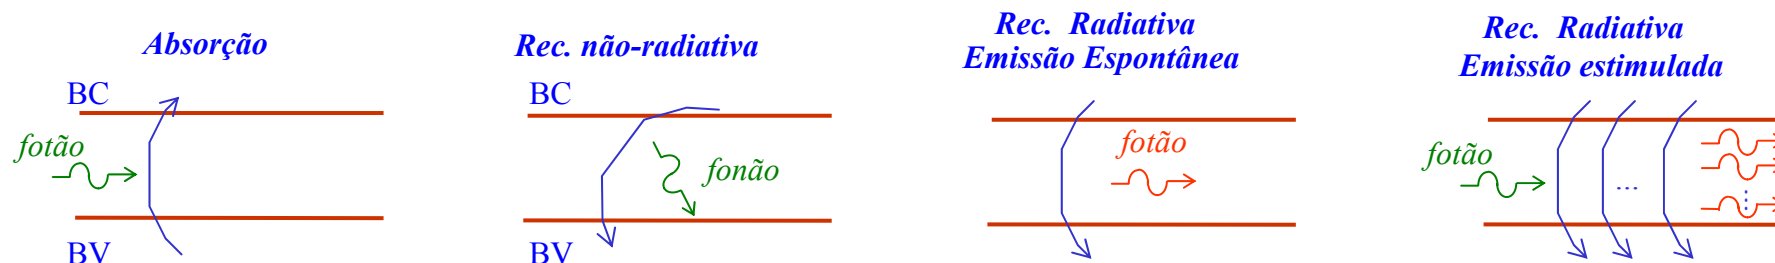 Absorção
BC
fotão
BV
Rec. não-radiativa
BC
fonão
BV
Rec. Radiativa
Emissão Espontânea
fotão
Rec. Radiativa
Emissão estimulada
fotão
...